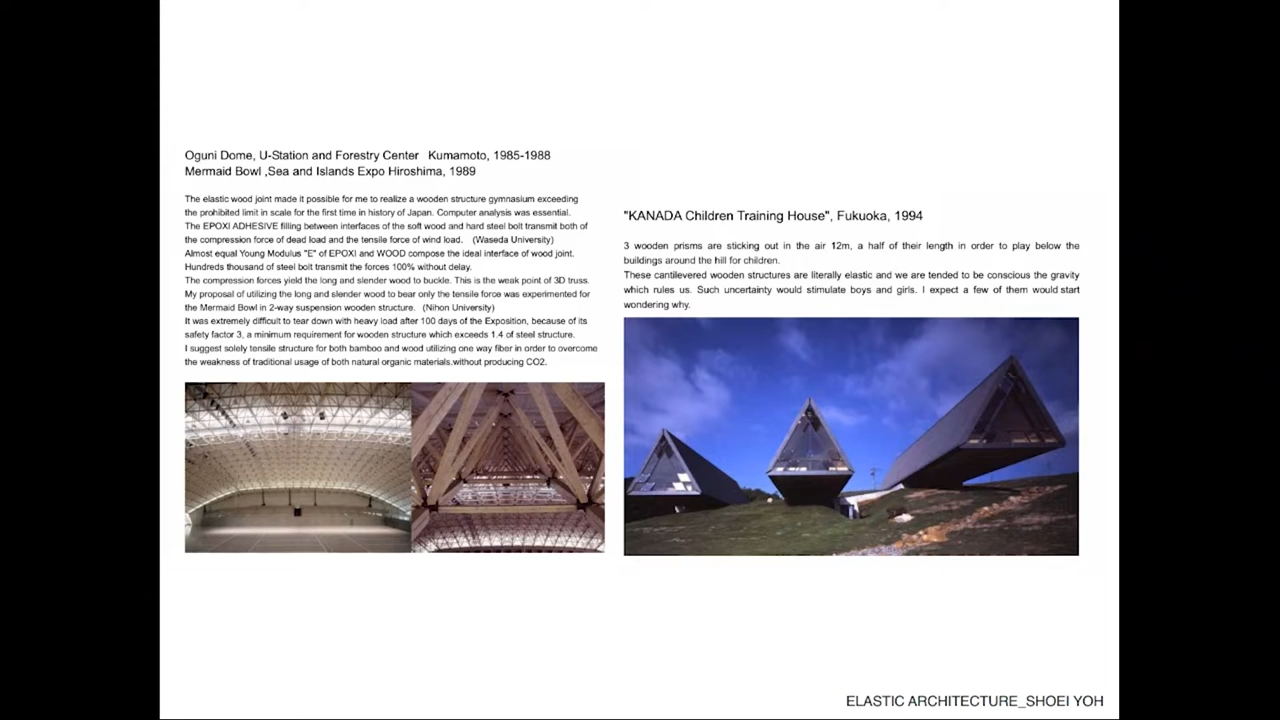 Oguni Dome, U-Station and Forestry Center Kumamoto, 1985-1988
Mermaid Bowl ,Sea and Islands Expo Hiroshima, 1989
The elastic wood joint made it possible for me to realize a wooden structure gymnasium exceeding
the prohibited limit in scale for the first time in history of Japan. Computer analysis was essential.
The EPOXI ADHESIVE filling between interfaces of the soft wood and hard steel bolt transmit both of
the compression force of dead load and the tensile force of wind load. (Waseda University)
Almost equal Young Modulus "E" of EPOXI and WOOD compose the ideal interface of wood joint.
Hundreds thousand of steel bolt transmit the forces 100% without delay.
The compression forces yield the long and slender wood to buckle. This is the weak point of 3D truss.
My proposal of utilizing the long and slender wood to bear only the tensile force was experimented for
the Mermaid Bowl in 2-way suspension wooden structure. (Nihon University)
It was extremely difficult to tear down with heavy load after 100 days of the Exposition, because of its
safety factor 3, a minimum requirement for wooden structure which exceeds 1.4 of steel structure.
I suggest solely tensile structure for both bamboo and wood utilizing one way fiber in order to overcome
the weakness of traditional usage of both natural organic materials.without producing CO2.
"KANADA Children Training House", Fukuoka, 1994
3 wooden prisms are sticking out in the air 12m, a half of their length in order to play below the
buildings around the hill for children.
These cantilevered wooden structures are literally elastic and we are tended to be conscious the gravity
which rules us. Such uncertainty would stimulate boys and girls. I expect a few of them would start
wondering why.
ELASTIC ARCHITECTURE_SHOEI YOH